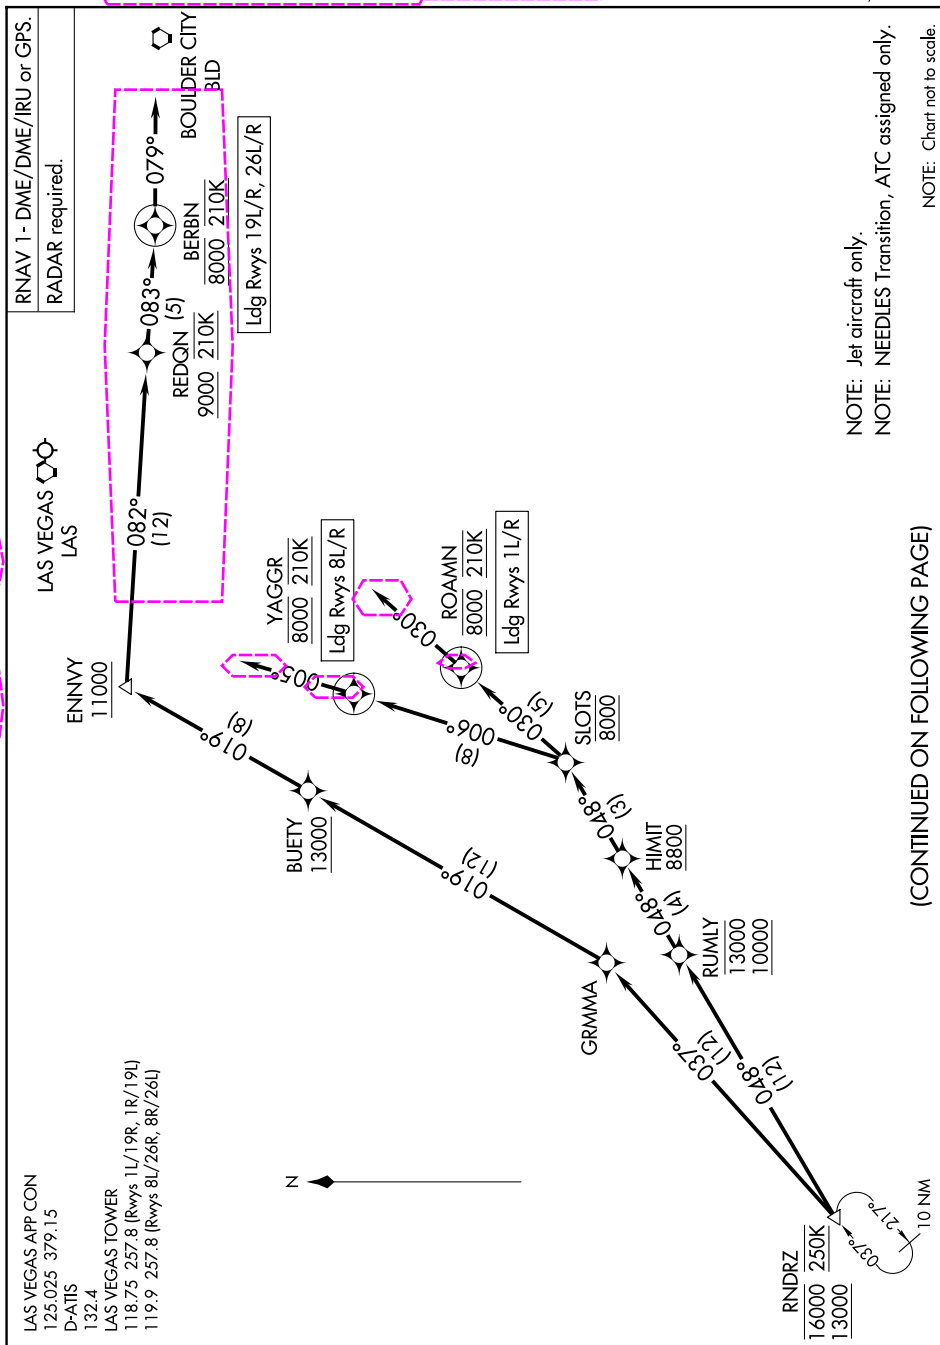 RNAV 1 - DME/DME/IRU or GPS.
RADAR required.
BOULDER CITY
BLD
079°
BERBN
8000 210K
Ldg Rwys 19L/R, 26L/R
083°
(5)
REDQN
9000 210K
LAS VEGAS
LAS
082°
(12)
ENNVY
11000
019°
(8)
YAGGR
8000 210K
Ldg Rwys 8L/R
005°
ROAMN
8000 210K
Ldg Rwys 1L/R
030°
006°
(8)
030°
(5)
SLOTS
8000
BUETY
13000
019°
(12)
048°
(3)
HIMIT
8800
048°
(4)
RUMLY
13000
10000
GRMMA
037°
(12)
048°
(12)
RNDRZ
16000 250K
13000
037°
217°
10 NM
N
LAS VEGAS APP CON
125.025 379.15
D-ATIS
132.4
LAS VEGAS TOWER
118.75 257.8 (Rwys 1L/19R, 1R/19L)
119.9 257.8 (Rwys 8L/26R, 8R/26L)
NOTE: Jet aircraft only.
NOTE: NEEDLES Transition, ATC assigned only.
NOTE: Chart not to scale.
(CONTINUED ON FOLLOWING PAGE)